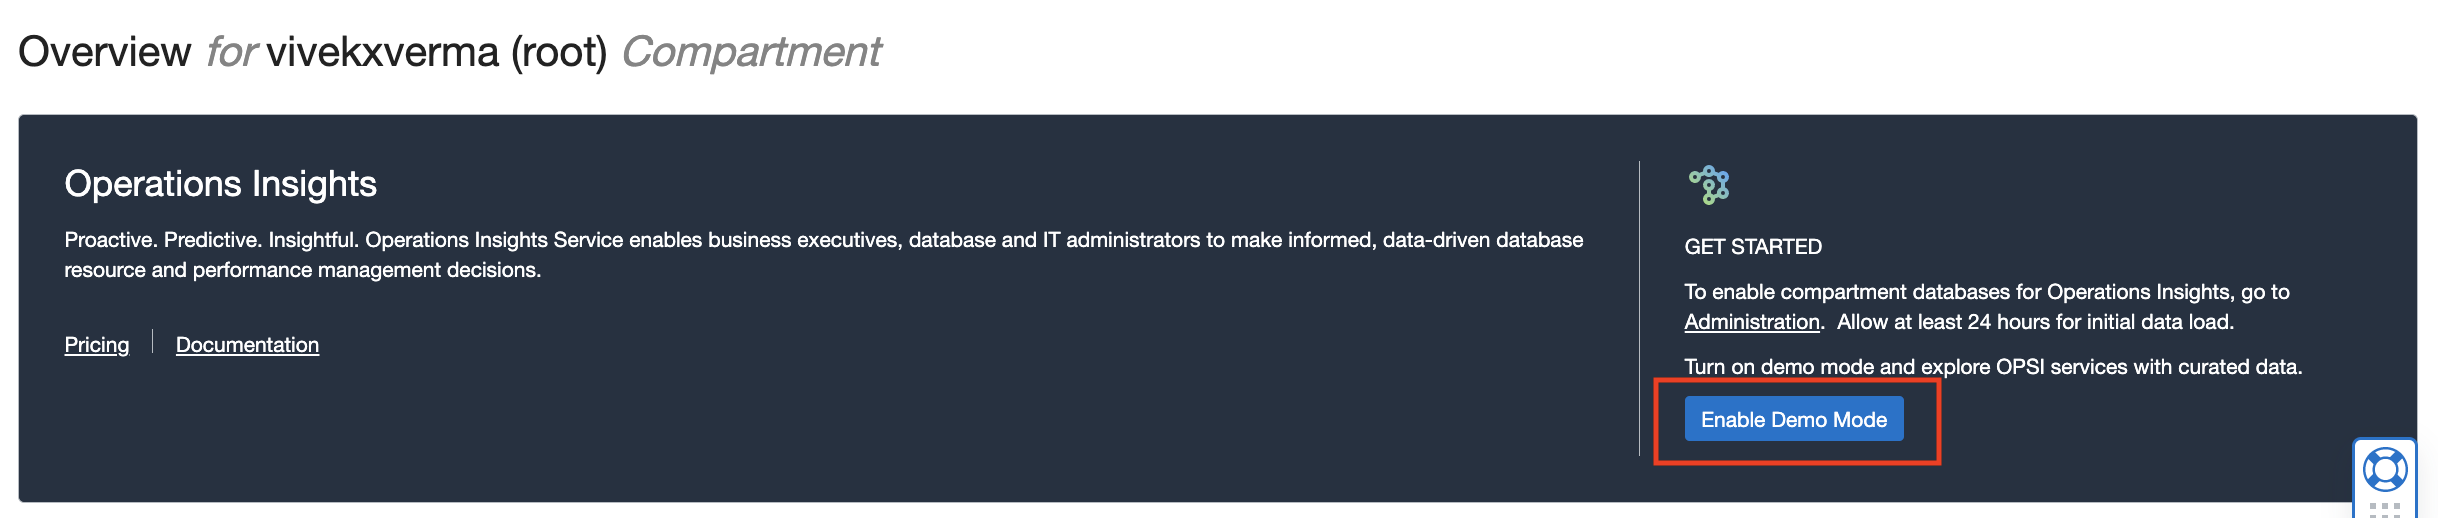 Overview for vivekxverma (root) Compartment
Operations Insights
Proactive. Predictive. Insightful. Operations Insights Service enables business executives, database and IT administrators to make informed, data-driven database
resource and performance management decisions.
Pricing
Documentation
GET STARTED
To enable compartment databases for Operations Insights, go to
Administration. Allow at least 24 hours for initial data load.
Turn on demo mode and explore OPSI services with curated data.
Enable Demo Mode